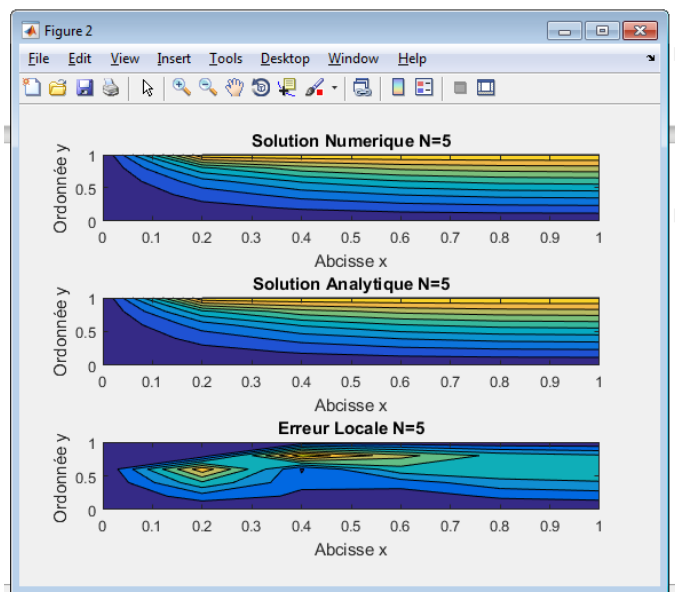 Figure 2
File Edit View Insert Tools Desktop Window Help
Solution Numerique N=5
Ordonnée y
1
0.5
0
0 0.1 0.2 0.3 0.4 0.5 0.6 0.7 0.8 0.9 1
Abcisse x
Solution Analytique N=5
Ordonnée y
1
0.5
0
0 0.1 0.2 0.3 0.4 0.5 0.6 0.7 0.8 0.9 1
Abcisse x
Erreur Locale N=5
Ordonnée y
1
0.5
0
0 0.1 0.2 0.3 0.4 0.5 0.6 0.7 0.8 0.9 1
Abcisse x